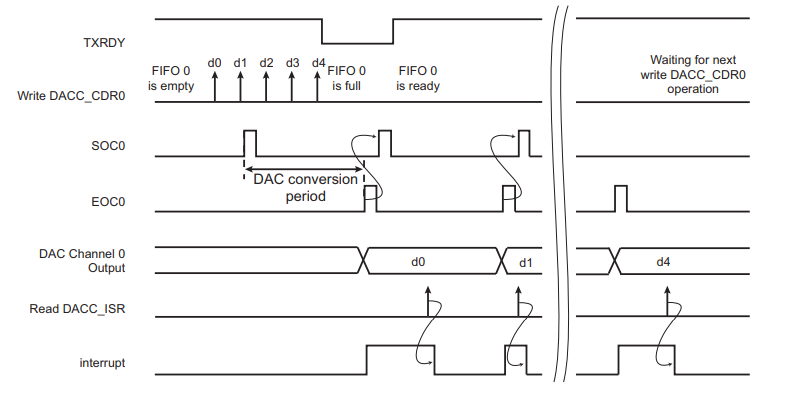 TXRDY
d0 d1 d2 d3 d4
FIFO 0
is empty
FIFO 0
is full
FIFO 0
is ready
Waiting for next
write DACC_CDR0
operation
Write DACC_CDR0
SOC0
DAC conversion
period
EOC0
DAC Channel 0
Output
d0
d1
d4
Read DACC_ISR
interrupt